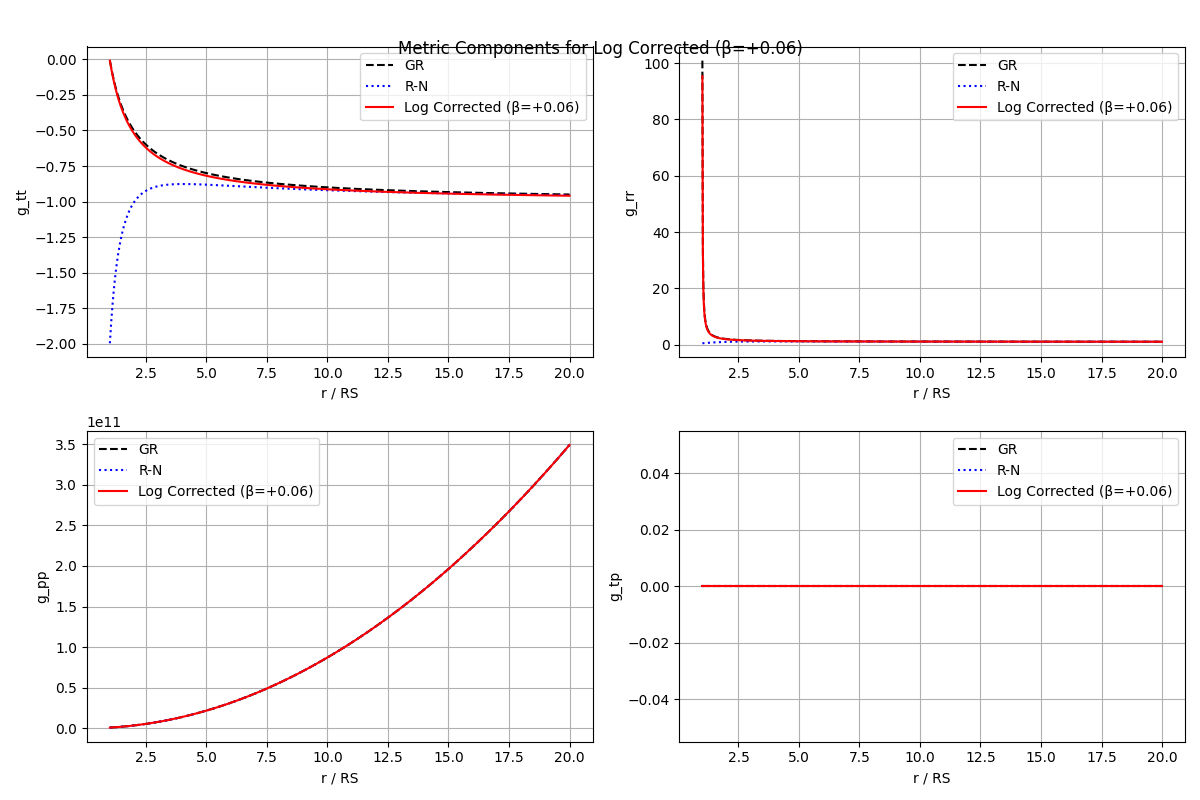 Metric Components for Log Corrected (β=+0.06)
0.00
−0.25
−0.50
−0.75
−1.00
−1.25
−1.50
−1.75
−2.00
g_tt
GR
R-N
Log Corrected (β=+0.06)
2.5 5.0 7.5 10.0 12.5 15.0 17.5 20.0
r / RS
100
80
60
40
20
0
g_rr
GR
R-N
Log Corrected (β=+0.06)
2.5 5.0 7.5 10.0 12.5 15.0 17.5 20.0
r / RS
1e11
3.5
3.0
2.5
2.0
1.5
1.0
0.5
0.0
g_pp
GR
R-N
Log Corrected (β=+0.06)
2.5 5.0 7.5 10.0 12.5 15.0 17.5 20.0
r / RS
0.04
0.02
0.00
−0.02
−0.04
g_tp
GR
R-N
Log Corrected (β=+0.06)
2.5 5.0 7.5 10.0 12.5 15.0 17.5 20.0
r / RS